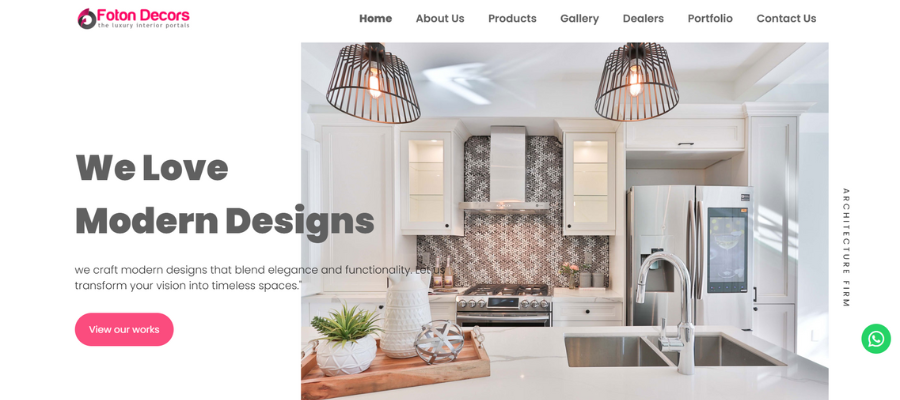 Foton Decors
the luxury interior portals
Home About Us Products Gallery Dealers Portfolio Contact Us
We Love
Modern Designs
we craft modern designs that blend elegance and functionality. Let us
transform your vision into timeless spaces."
View our works
ARCHITECTURE FIRM